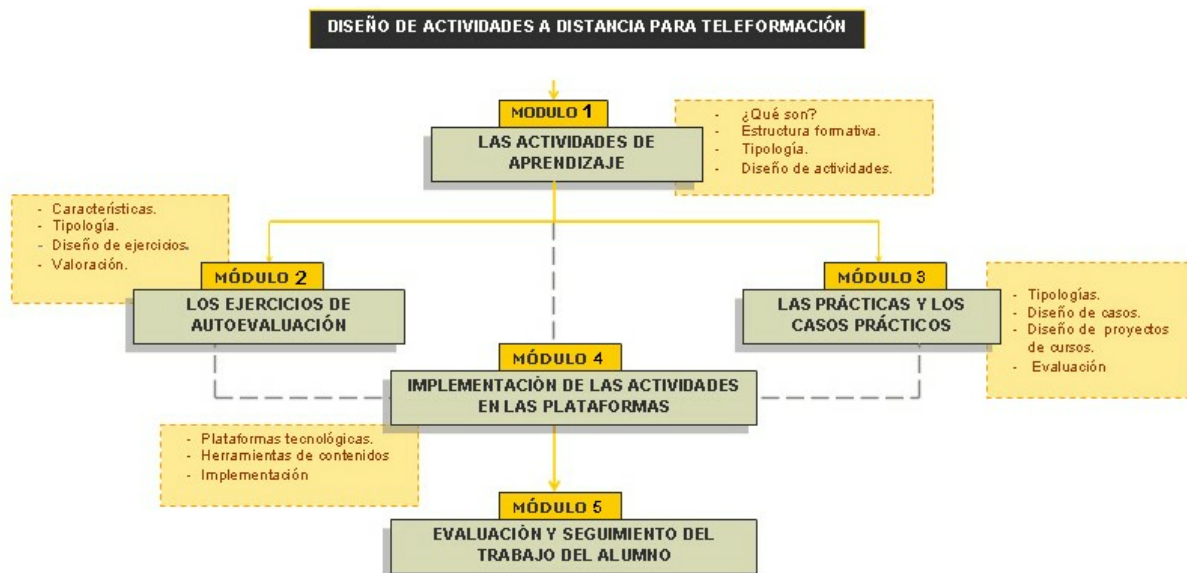 DISEÑO DE ACTIVIDADES A DISTANCIA PARA TELEFORMACIÓN
MODULO 1
LAS ACTIVIDADES DE
APRENDIZAJE
- ¿Qué son?
- Estructura formativa.
- Tipología.
- Diseño de actividades.
- Características.
- Tipología.
- Diseño de ejercicios.
- Valoración.
MÓDULO 2
LOS EJERCICIOS DE
AUTOEVALUACIÓN
MÓDULO 3
LAS PRÁCTICAS Y LOS
CASOS PRÁCTICOS
- Tipologías.
- Diseño de casos.
- Diseño de proyectos
de cursos.
- Evaluación
MÓDULO 4
IMPLEMENTACIÓN DE LAS ACTIVIDADES
EN LAS PLATAFORMAS
- Plataformas tecnológicas.
- Herramientas de contenidos
- Implementación
MÓDULO 5
EVALUACIÓN Y SEGUIMIENTO DEL
TRABAJO DEL ALUMNO